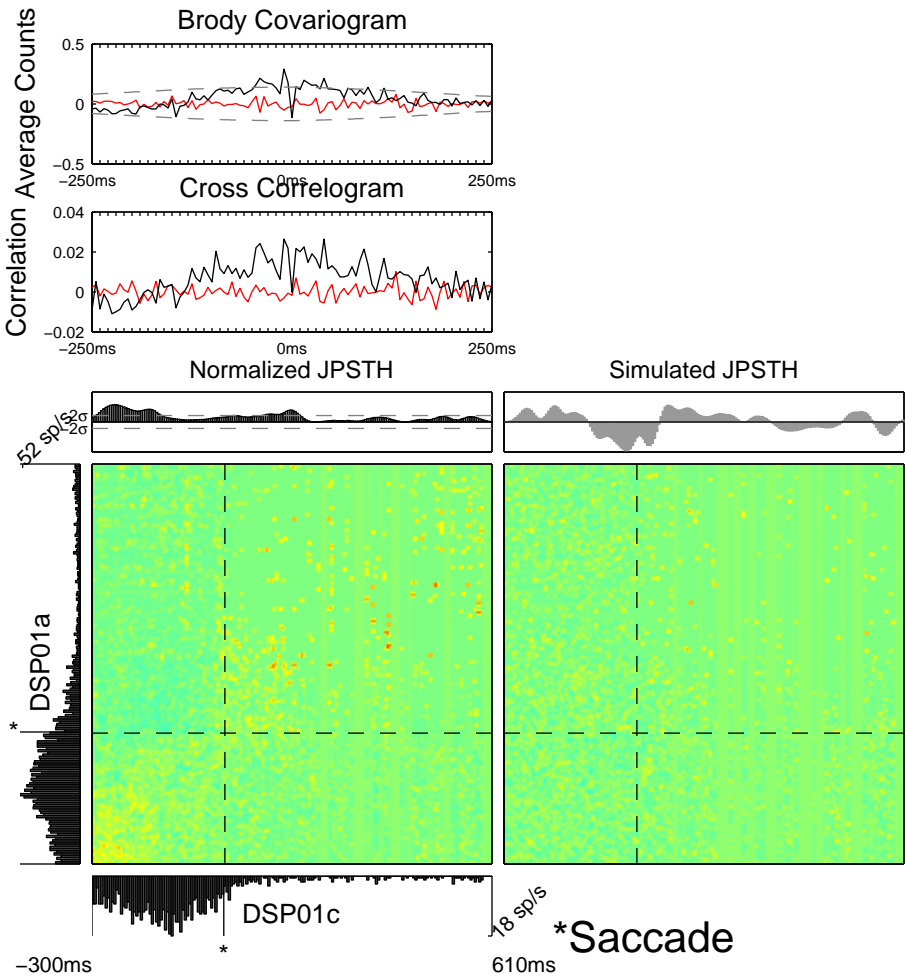 Brody Covariogram
Average Counts
0.5
0
−0.5
−250ms
0ms
250ms
Cross Correlogram
Correlation
0.04
0.02
0
−0.02
−250ms
0ms
250ms
Normalized JPSTH
Simulated JPSTH
2σ
−2σ
52 sp/s
DSP01a
*
DSP01c
*
18 sp/s
*Saccade
−300ms
610ms